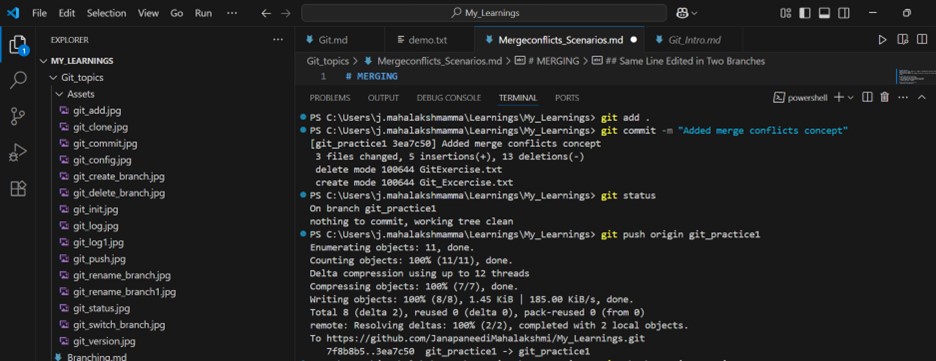 File Edit Selection View Go Run ... My_Learnings
EXPLORER ...
MY_LEARNINGS
Git_topics
Assets
git_add.jpg
git_clone.jpg
git_commit.jpg
git_config.jpg
git_create_branch.jpg
git_delete_branch.jpg
git_init.jpg
git_log.jpg
git_log1.jpg
git_push.jpg
git_rename_branch.jpg
git_rename_branch1.jpg
git_status.jpg
git_switch_branch.jpg
git_version.jpg
Branching.md
1
Git.md demo.txt Mergeconflicts_Scenarios.md Git_Intro.md
Git_topics > Mergeconflicts_Scenarios.md > # MERGING > ## Same Line Edited in Two Branches
1 # MERGING
PROBLEMS OUTPUT DEBUG CONSOLE TERMINAL PORTS powershell
PS C:\Users\j.mahalakshmamma\Learnings\My_Learnings> git add .
PS C:\Users\j.mahalakshmamma\Learnings\My_Learnings> git commit -m "Added merge conflicts concept"
[git_practice1 3ea7c50] Added merge conflicts concept
3 files changed, 5 insertions(+), 13 deletions(-)
delete mode 100644 GitExercise.txt
create mode 100644 Git_Excercise.txt
PS C:\Users\j.mahalakshmamma\Learnings\My_Learnings> git status
On branch git_practice1
nothing to commit, working tree clean
PS C:\Users\j.mahalakshmamma\Learnings\My_Learnings> git push origin git_practice1
Enumerating objects: 11, done.
Counting objects: 100% (11/11), done.
Delta compression using up to 12 threads
Compressing objects: 100% (7/7), done.
Writing objects: 100% (8/8), 1.45 KiB | 185.00 KiB/s, done.
Total 8 (delta 2), reused 0 (delta 0), pack-reused 0 (from 0)
remote: Resolving deltas: 100% (2/2), completed with 2 local objects.
To https://github.com/JanapaneediMahalakshmi/My_Learnings.git
7f8b8b5..3ea7c50 git_practice1 -> git_practice1